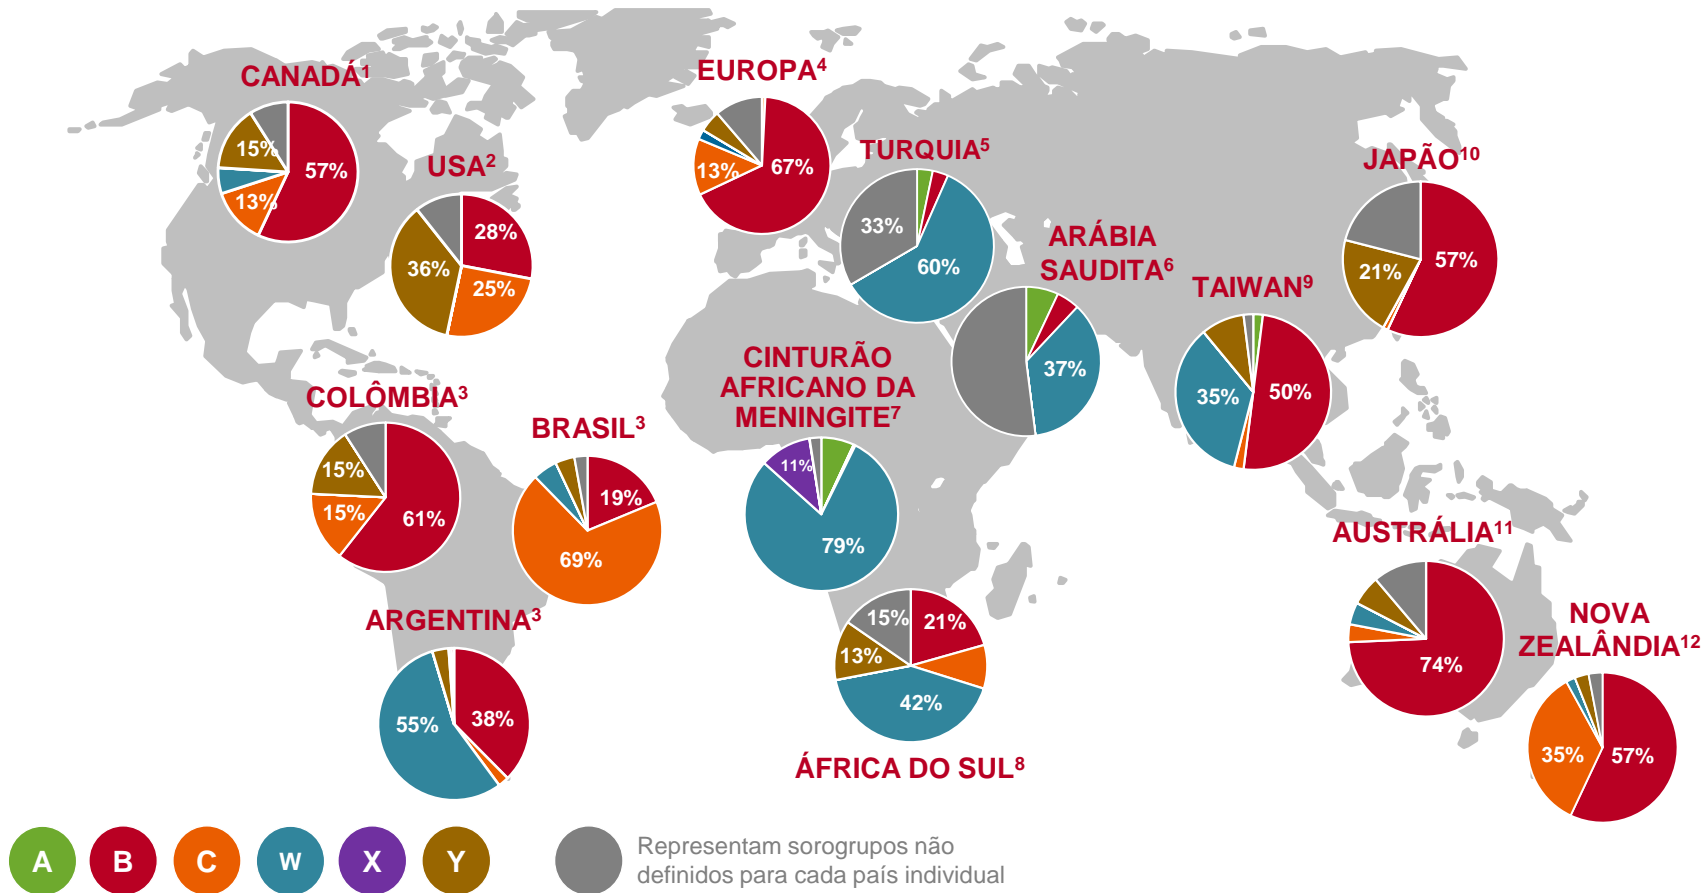 CANADÁ1
57%
13%
15%
USA2
28%
25%
36%
EUROPA4
67%
13%
TURQUIA5
33%
60%
ARÁBIA
SAUDITA6
37%
JAPÃO10
57%
21%
TAIWAN9
50%
35%
CINTURÃO
AFRICANO DA
MENINGITE7
11%
79%
COLÔMBIA3
15%
15%
61%
BRASIL3
19%
69%
ARGENTINA3
55%
38%
15%
21%
13%
42%
ÁFRICA DO SUL8
AUSTRÁLIA11
74%
NOVA
ZEALÂNDIA12
35%
57%
A
B
C
W
X
Y
Representam sorogrupos não
definidos para cada país individual